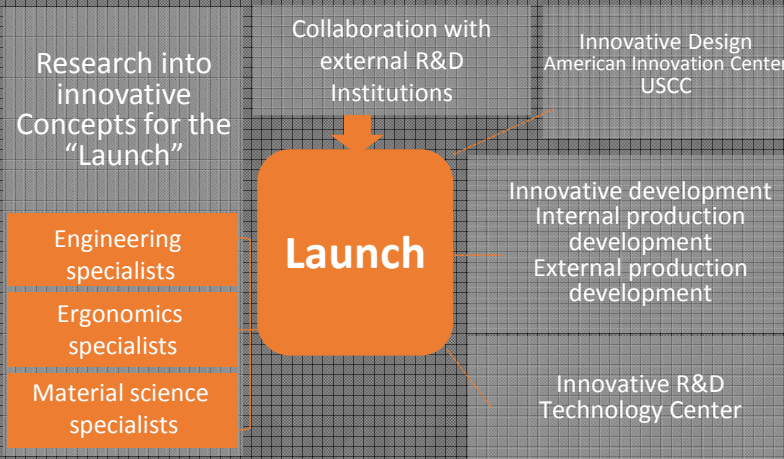 Research into
innovative
Concepts for the
“Launch”
Engineering
specialists
Ergonomics
specialists
Material science
specialists
Collaboration with
external R&D
Institutions
Launch
Innovative Design
American Innovation Center
USCC
Innovative development
Internal production
development
External production
development
Innovative R&D
Technology Center